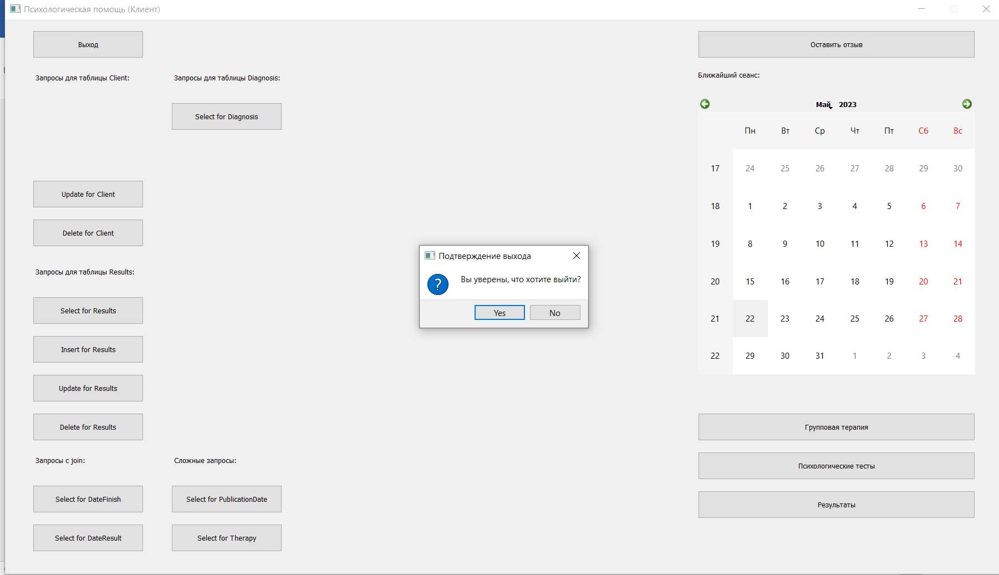 Психологическая помощь (Клиент)
Выход
Оставить отзыв
Запросы для таблицы Client:
Запросы для таблицы Diagnosis:
Select for Diagnosis
Update for Client
Delete for Client
Запросы для таблицы Results:
Select for Results
Insert for Results
Update for Results
Delete for Results
Запросы с join:
Сложные запросы:
Select for DateFinish
Select for PublicationDate
Select for DateResult
Select for Therapy
Подтверждение выхода
?
Вы уверены, что хотите выйти?
Yes No
Ближайший сеанс:
Май 2023
Пн Вт Ср Чт Пт Сб Вс
17 24 25 26 27 28 29 30
18 1 2 3 4 5 6 7
19 8 9 10 11 12 13 14
20 15 16 17 18 19 20 21
21 22 23 24 25 26 27 28
22 29 30 31 1 2 3 4
Групповая терапия
Психологические тесты
Результаты